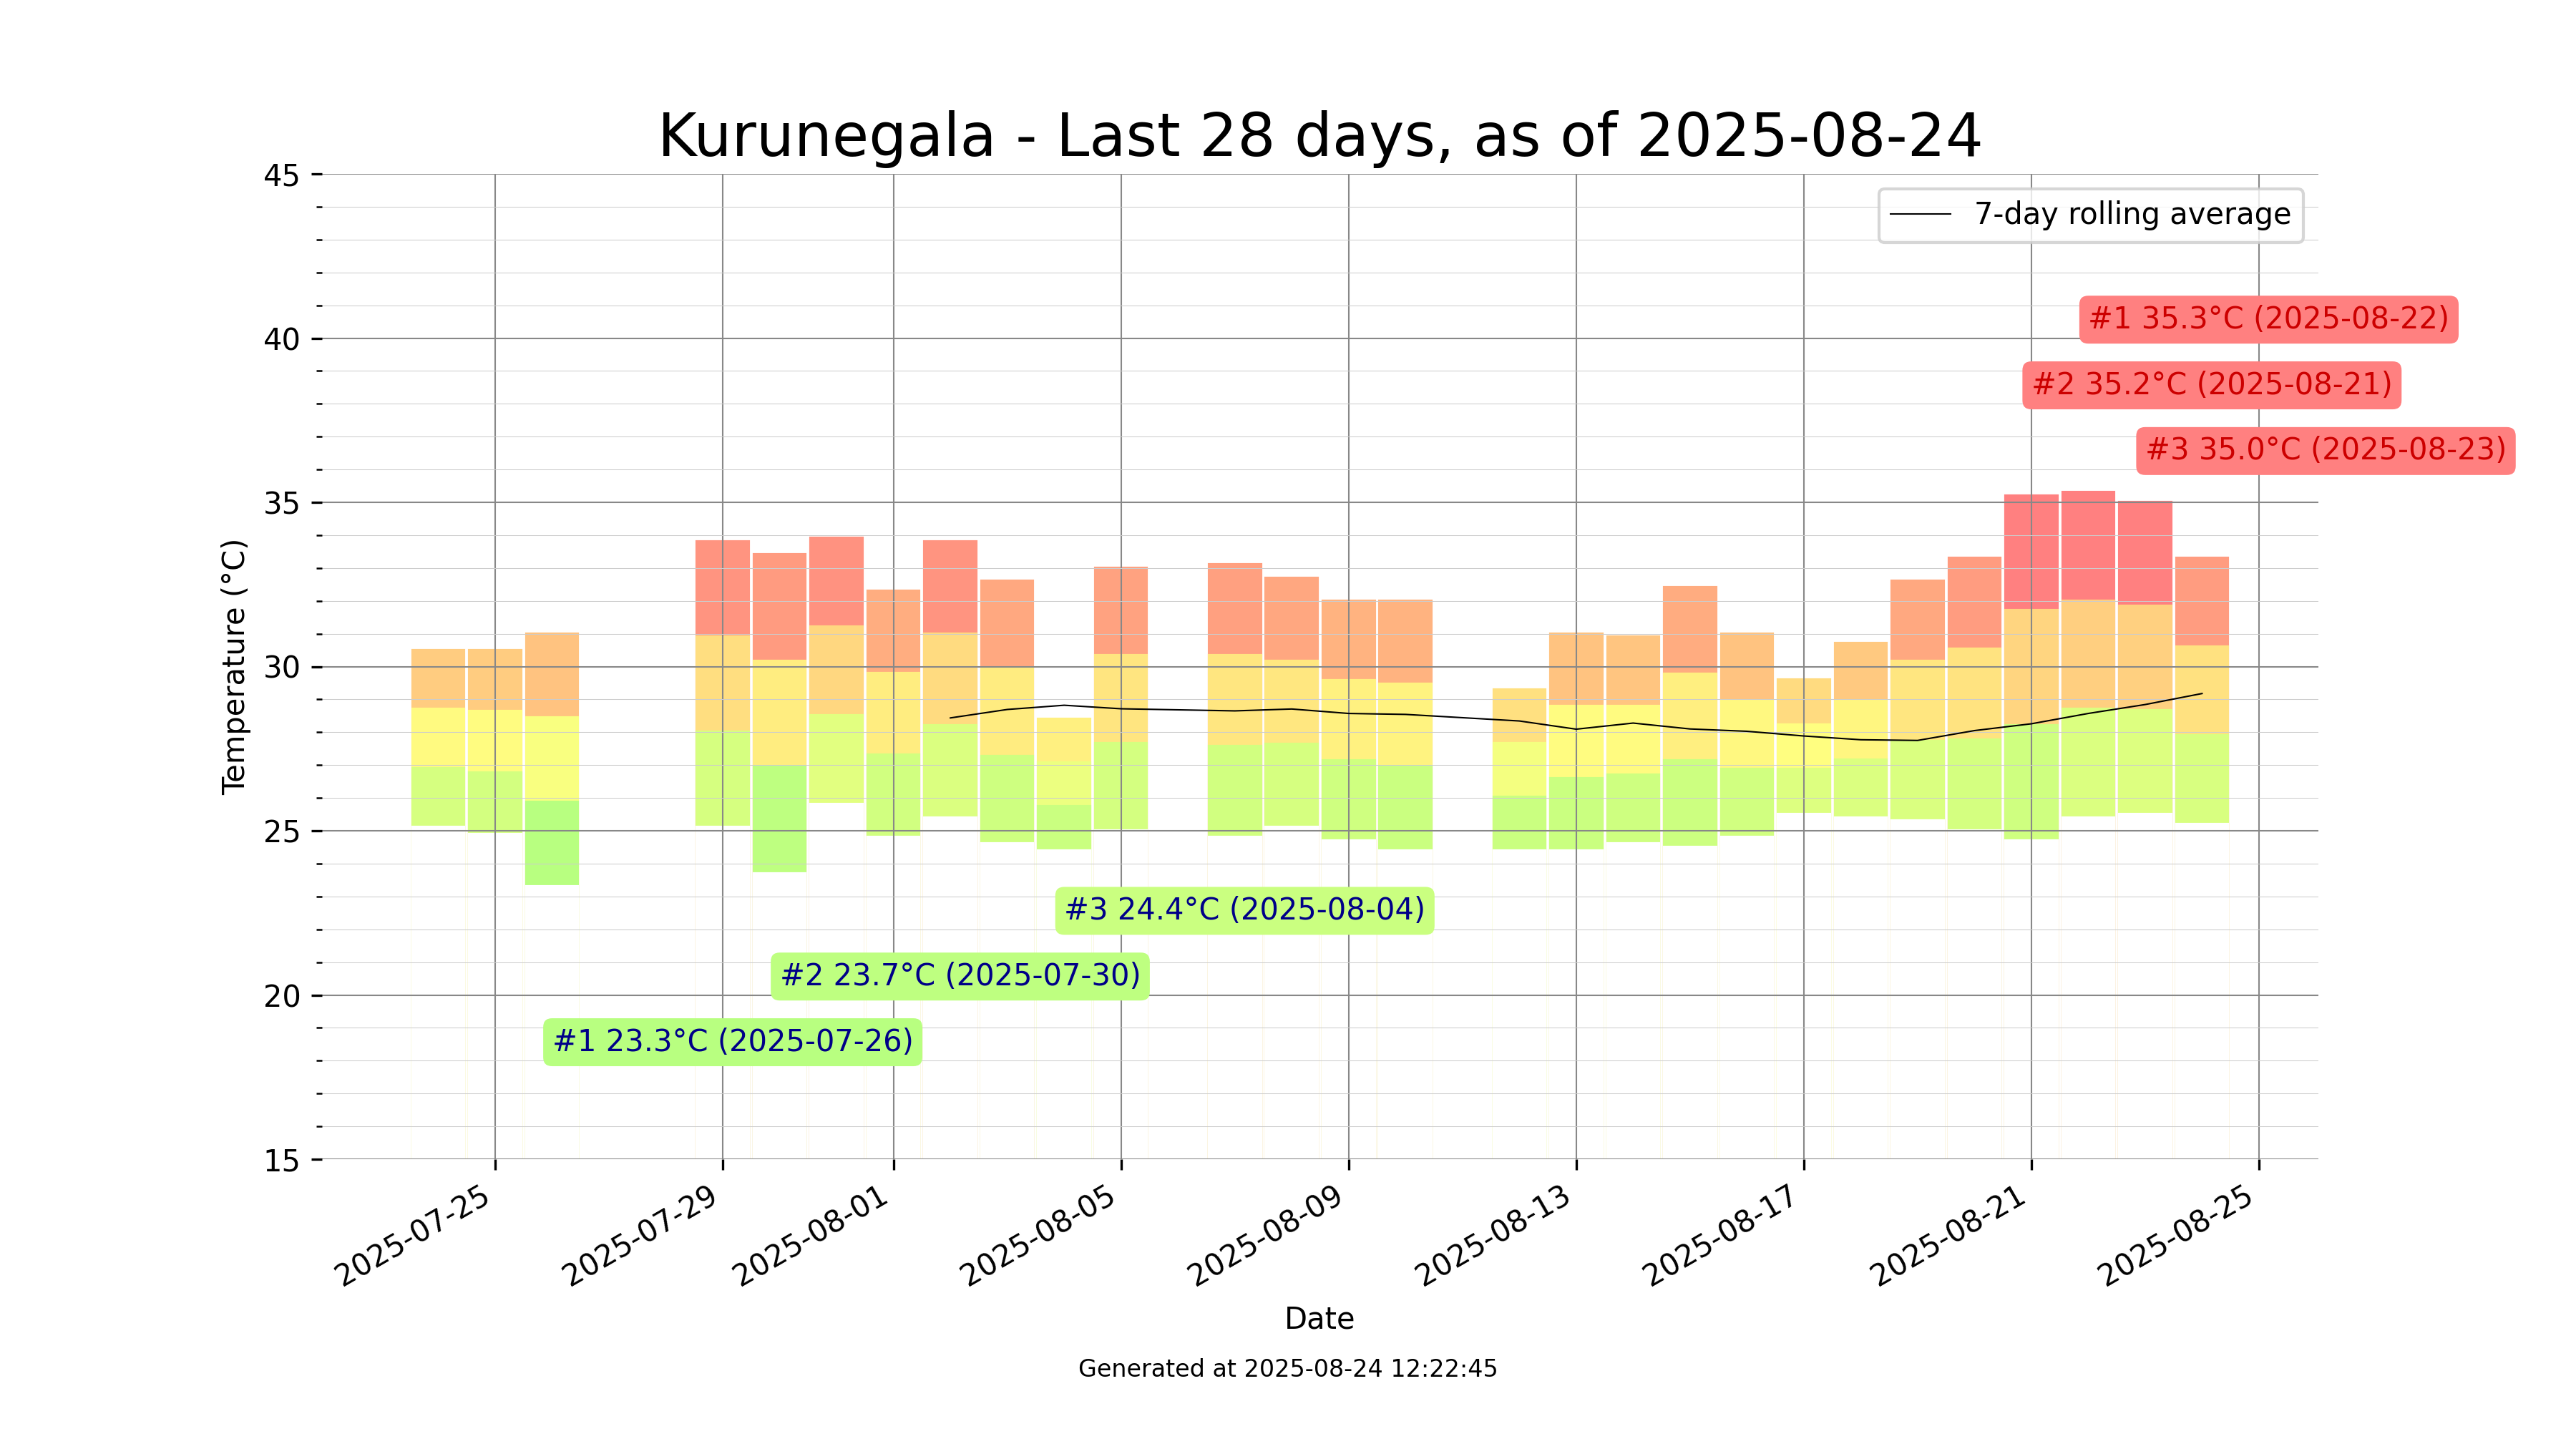 Kurunegala - Last 28 days, as of 2025-08-24
45
40
35
30
25
20
15
Temperature (°C)
7-day rolling average
#1 35.3°C (2025-08-22)
#2 35.2°C (2025-08-21)
#3 35.0°C (2025-08-23)
#3 24.4°C (2025-08-04)
#2 23.7°C (2025-07-30)
#1 23.3°C (2025-07-26)
2025-07-25
2025-07-29
2025-08-01
2025-08-05
2025-08-09
2025-08-13
2025-08-17
2025-08-21
2025-08-25
Date
Generated at 2025-08-24 12:22:45